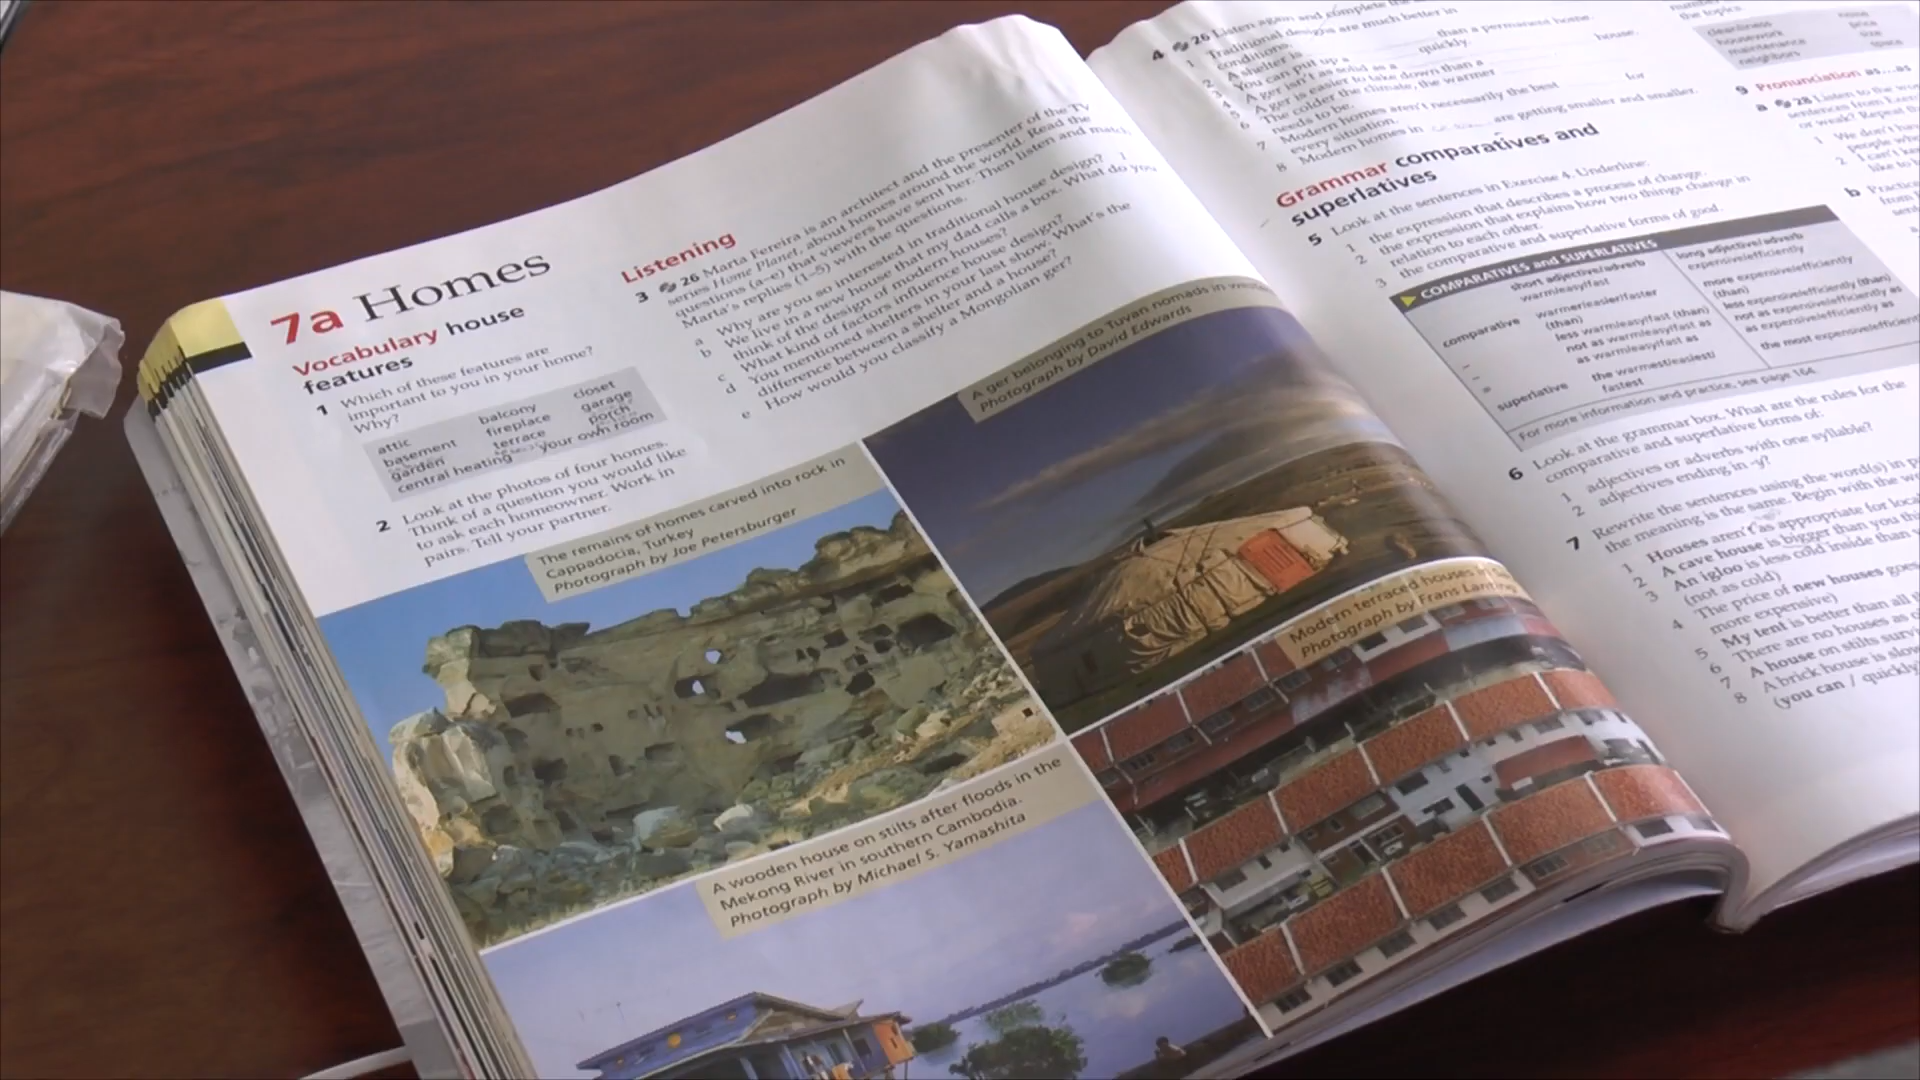 7a Homes
Vocabulary house
features
1 Which of these features are
important to you in your home?
Why?
attic balcony closet
basement fireplace garage
garden terrace porch
central heating your own room
2 Look at the photos of four homes.
Think of a question you would like
to ask each homeowner. Work in
pairs. Tell your partner.
Listening
3 26 Marta Fereira is an architect and the presenter of the TV
series Home Planet, about homes around the world. Read the
questions (a–e) that viewers have sent her. Then listen and match
Marta's replies (1–5) with the questions.
a Why are you so interested in traditional house design?
b We live in a new house that my dad calls a box. What do you
think of the design of modern houses?
c What kind of factors influence house design?
d You mentioned shelters in your last show. What's the
difference between a shelter and a house?
e How would you classify a Mongolian ger?
The remains of homes carved into rock in
Cappadocia, Turkey
Photograph by Joe Petersburger
A ger belonging to Tuvan nomads in
Photograph by David Edwards
A wooden house on stilts after floods in the
Mekong River in southern Cambodia.
Photograph by Michael S. Yamashita
Modern terraced houses
Photograph by Frans Lanting
4 26 Listen again and complete the
1 Traditional designs are much better in
conditions.
2 A shelter is than a permanent home.
3 You can put up a quickly.
4 A ger isn't as solid as a house.
5 A ger is easier to take down than a
6 The colder the climate, the warmer
needs to be.
7 Modern homes aren't necessarily the best for
every situation.
8 Modern homes in are getting smaller and smaller.
Grammar comparatives and
superlatives
5 Look at the sentences in Exercise 4. Underline:
1 the expression that describes a process of change.
2 the expression that explains how two things change in
relation to each other.
3 the comparative and superlative forms of good.
COMPARATIVES and SUPERLATIVES
short adjective/adverb long adjective/adverb
warm/easy/fast expensive/efficiently
comparative warmer/easier/faster more expensive/efficiently
(than) (than)
– less warm/easy/fast (than) less expensive/efficiently (than)
– not as warm/easy/fast as not as expensive/efficiently as
= as warm/easy/fast as as expensive/efficiently
superlative the warmest/easiest/ the most expensive/
fastest
For more information and practice, see page 164.
6 Look at the grammar box. What are the rules for the
comparative and superlative forms of:
1 adjectives or adverbs with one syllable?
2 adjectives ending in -y?
7 Rewrite the sentences using the word(s) in
the meaning is the same. Begin with the
1 Houses aren't as appropriate for
2 A cave house is bigger than you
3 An igloo is less cold inside than
(not as cold)
4 The price of new houses goes
more expensive)
5 My tent is better than all
6 There are no houses as
7 A house on stilts
8 A brick house is
(you can / quickly
the topics.
cleanliness noise
housework price
maintenance size
neighbors space
9 Pronunciation as...as
a 28 Listen to the
sentences from
or weak? Repeat
1 We don't have
people
2 I can't
like to
b
from